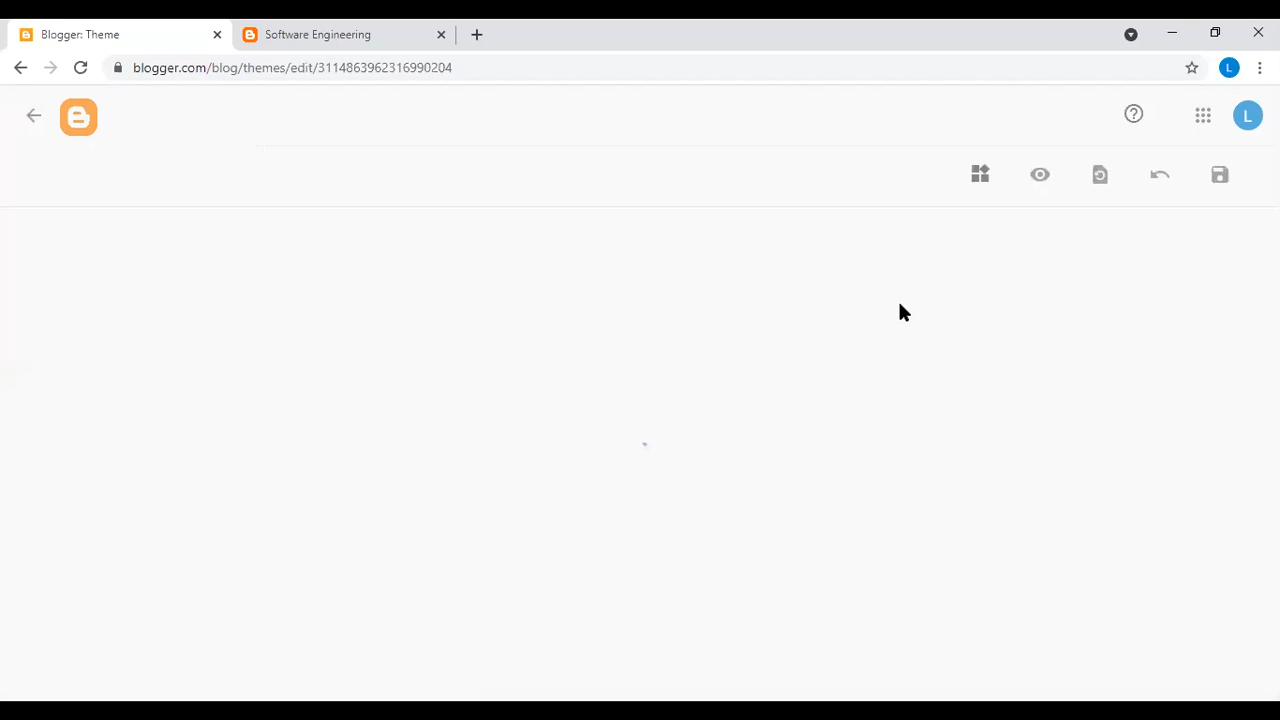 Blogger: Theme
Software Engineering
blogger.com/blog/themes/edit/3114863962316990204
L
L